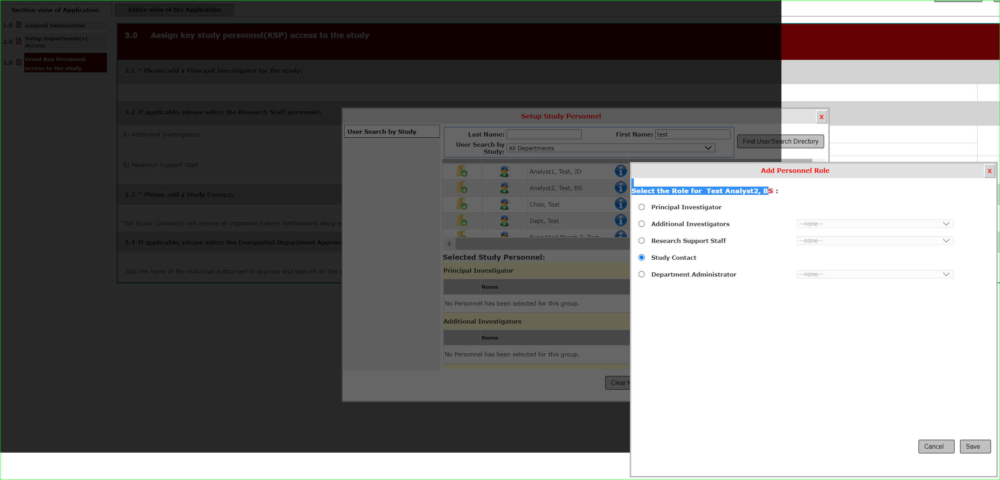 Section view of Application
Entire view of the Application
1.0 General Information
2.0 Setup Department(s) Access
3.0 Grant Key Personnel access to the study
3.0 Assign key study personnel(KSP) access to the study
3.1 * Please add a Principal Investigator for the study:
3.2 If applicable, please select the Research Staff personnel:
A) Additional Investigators
B) Research Support Staff
3.3 * Please add a Study Contact:
The Study Contact(s) will receive all important system notifications along
3.4 If applicable, please select the Designated Department
Add the name of the individual authorized to approve and sign off on this
Setup Study Personnel
X
User Search by Study
Last Name:
First Name: test
User Search by Study: All Departments
Find User/Search Directory
Analyst1, Test, JD
Analyst2, Test, BS
Chair, Test
Dept, Test
Expedited Memb 3, Test
Selected Study Personnel:
Principal Investigator
Name
No Personnel has been selected for this group.
Additional Investigators
Name
No Personnel has been selected for this group.
Clear
Add Personnel Role
X
Select the Role for Test Analyst2, BS :
Principal Investigator
Additional Investigators --none--
Research Support Staff --none--
Study Contact
Department Administrator --none--
Cancel
Save